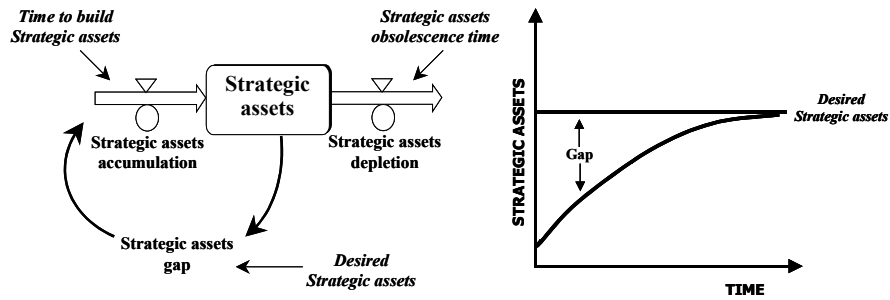 Time to build
Strategic assets
Strategic assets
obsolescence time
Strategic
assets
Strategic assets
accumulation
Strategic assets
depletion
Strategic assets
gap
Desired
Strategic assets
STRATEGIC ASSETS
Desired
Strategic assets
Gap
TIME